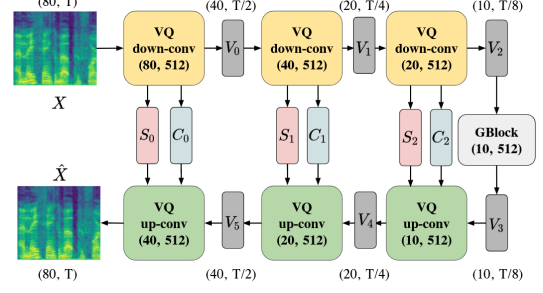 (80, T)
(40, T/2)
(20, T/4)
(10, T/8)
VQ
down-conv
(80, 512)
V₀
VQ
down-conv
(40, 512)
V₁
VQ
down-conv
(20, 512)
V₂
X
S₀
C₀
S₁
C₁
S₂
C₂
GBlock
(10, 512)
X̂
VQ
up-conv
(40, 512)
V₅
VQ
up-conv
(20, 512)
V₄
VQ
up-conv
(10, 512)
V₃
(80, T)
(40, T/2)
(20, T/4)
(10, T/8)